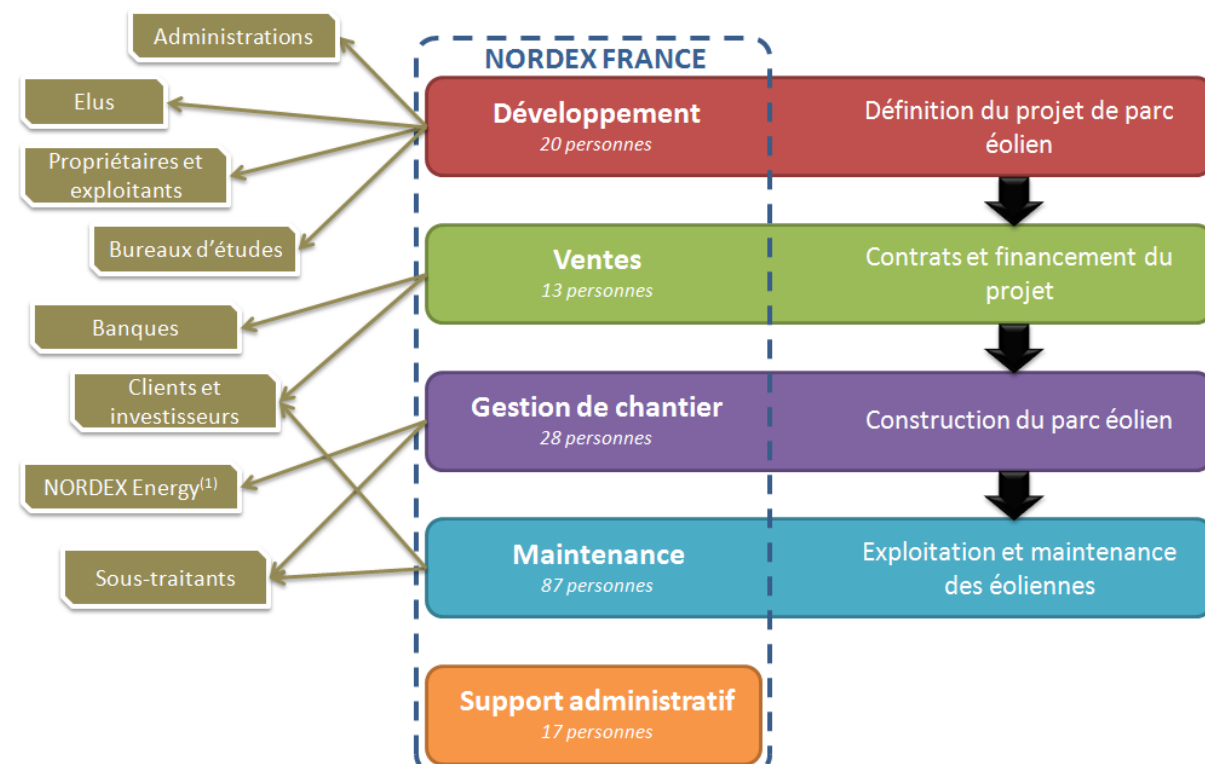 Administrations
Elus
Propriétaires et
exploitants
Bureaux d'études
Banques
Clients et
investisseurs
NORDEX Energy(1)
Sous-traitants
NORDEX FRANCE
Développement
20 personnes
Définition du projet de parc
éolien
Ventes
13 personnes
Contrats et financement du
projet
Gestion de chantier
28 personnes
Construction du parc éolien
Maintenance
87 personnes
Exploitation et maintenance
des éoliennes
Support administratif
17 personnes